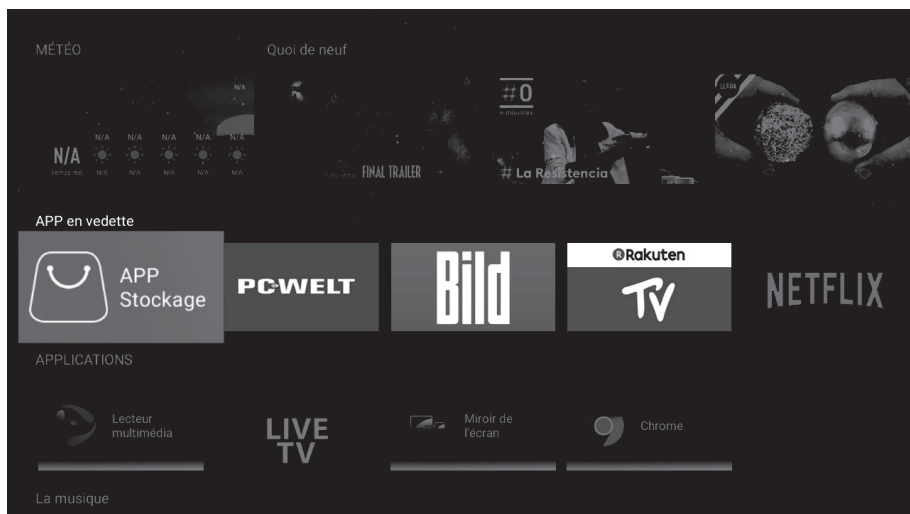 MÉTÉO
Quoi de neuf
N/A
N/A N/A N/A N/A N/A
N/A
N/A N/A N/A N/A N/A
FINAL TRAILER
#0
# La Resistencia
LLEGA
APP en vedette
APP
Stockage
PCWELT
Bild
Rakuten
TV
NETFLIX
APPLICATIONS
Lecteur
multimédia
LIVE
TV
Miroir de
l'écran
Chrome
La musique